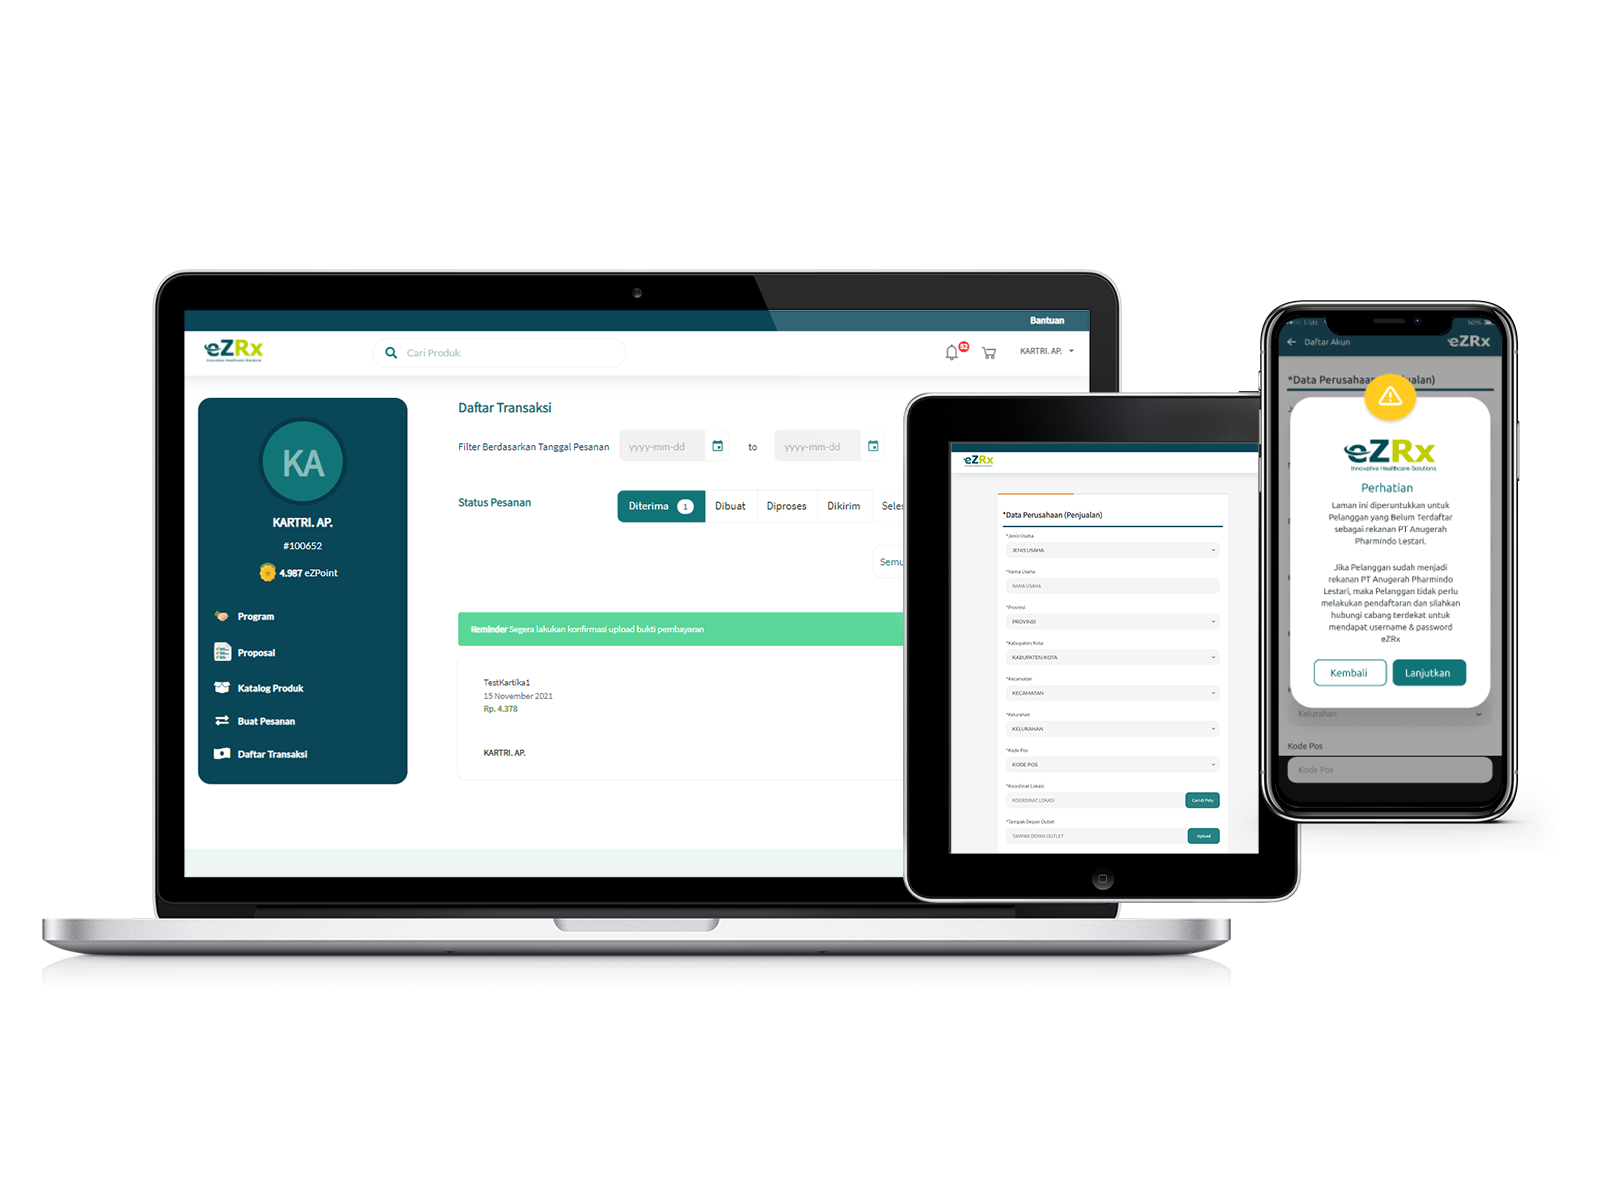 Bantuan
eZRx
Innovative Healthcare Solutions
Cari Produk
52
KARTRI. AP.
KA
KARTRI. AP.
#100652
4.987 eZPoint
Program
Proposal
Katalog Produk
Buat Pesanan
Daftar Transaksi
Daftar Transaksi
Filter Berdasarkan Tanggal Pesanan
yyyy-mm-dd
to
yyyy-mm-dd
Status Pesanan
Diterima 1
Dibuat
Diproses
Dikirim
Seles
Semu
Reminder Segera lakukan konfirmasi upload bukti pembayaran
TestKartika1
15 November 2021
Rp. 4.378
KARTRI. AP.
eZRx
*Data Perusahaan (Penjualan)
*Jenis Usaha
JENIS USAHA
*Nama Usaha
NAMA USAHA
*Provinsi
PROVINSI
*Kabupaten/Kota
KABUPATEN/KOTA
*Kecamatan
KECAMATAN
*Kelurahan
KELURAHAN
*Kode Pos
KODE POS
*Koordinat Lokasi
KOORDINAT LOKASI
Cari di Peta
*Tampak Depan Outlet
TAMPAK DEPAN OUTLET
Upload
T-SEL
50%
Daftar Akun
eZRx
*Data Perusahaan
jualan)
eZRx
Innovative Healthcare Solutions
Perhatian
Laman ini diperuntukkan untuk
Pelanggan yang Belum Terdaftar
sebagai rekanan PT Anugerah
Pharmindo Lestari.
Jika Pelanggan sudah menjadi
rekanan PT Anugerah Pharmindo
Lestari, maka Pelanggan tidak perlu
melakukan pendaftaran dan silahkan
hubungi cabang terdekat untuk
mendapat username & password
eZRx
Kembali
Lanjutkan
Kelurahan
Kode Pos
Kode Pos